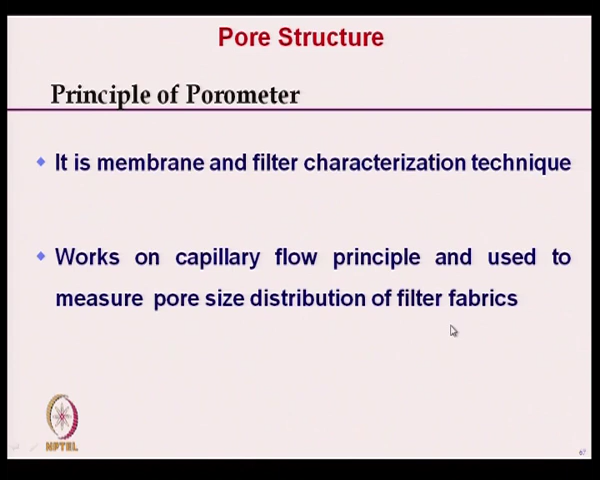 Pore Structure
Principle of Porometer
It is membrane and filter characterization technique
Works on capillary flow principle and used to
measure pore size distribution of filter fabrics
NPTEL
67